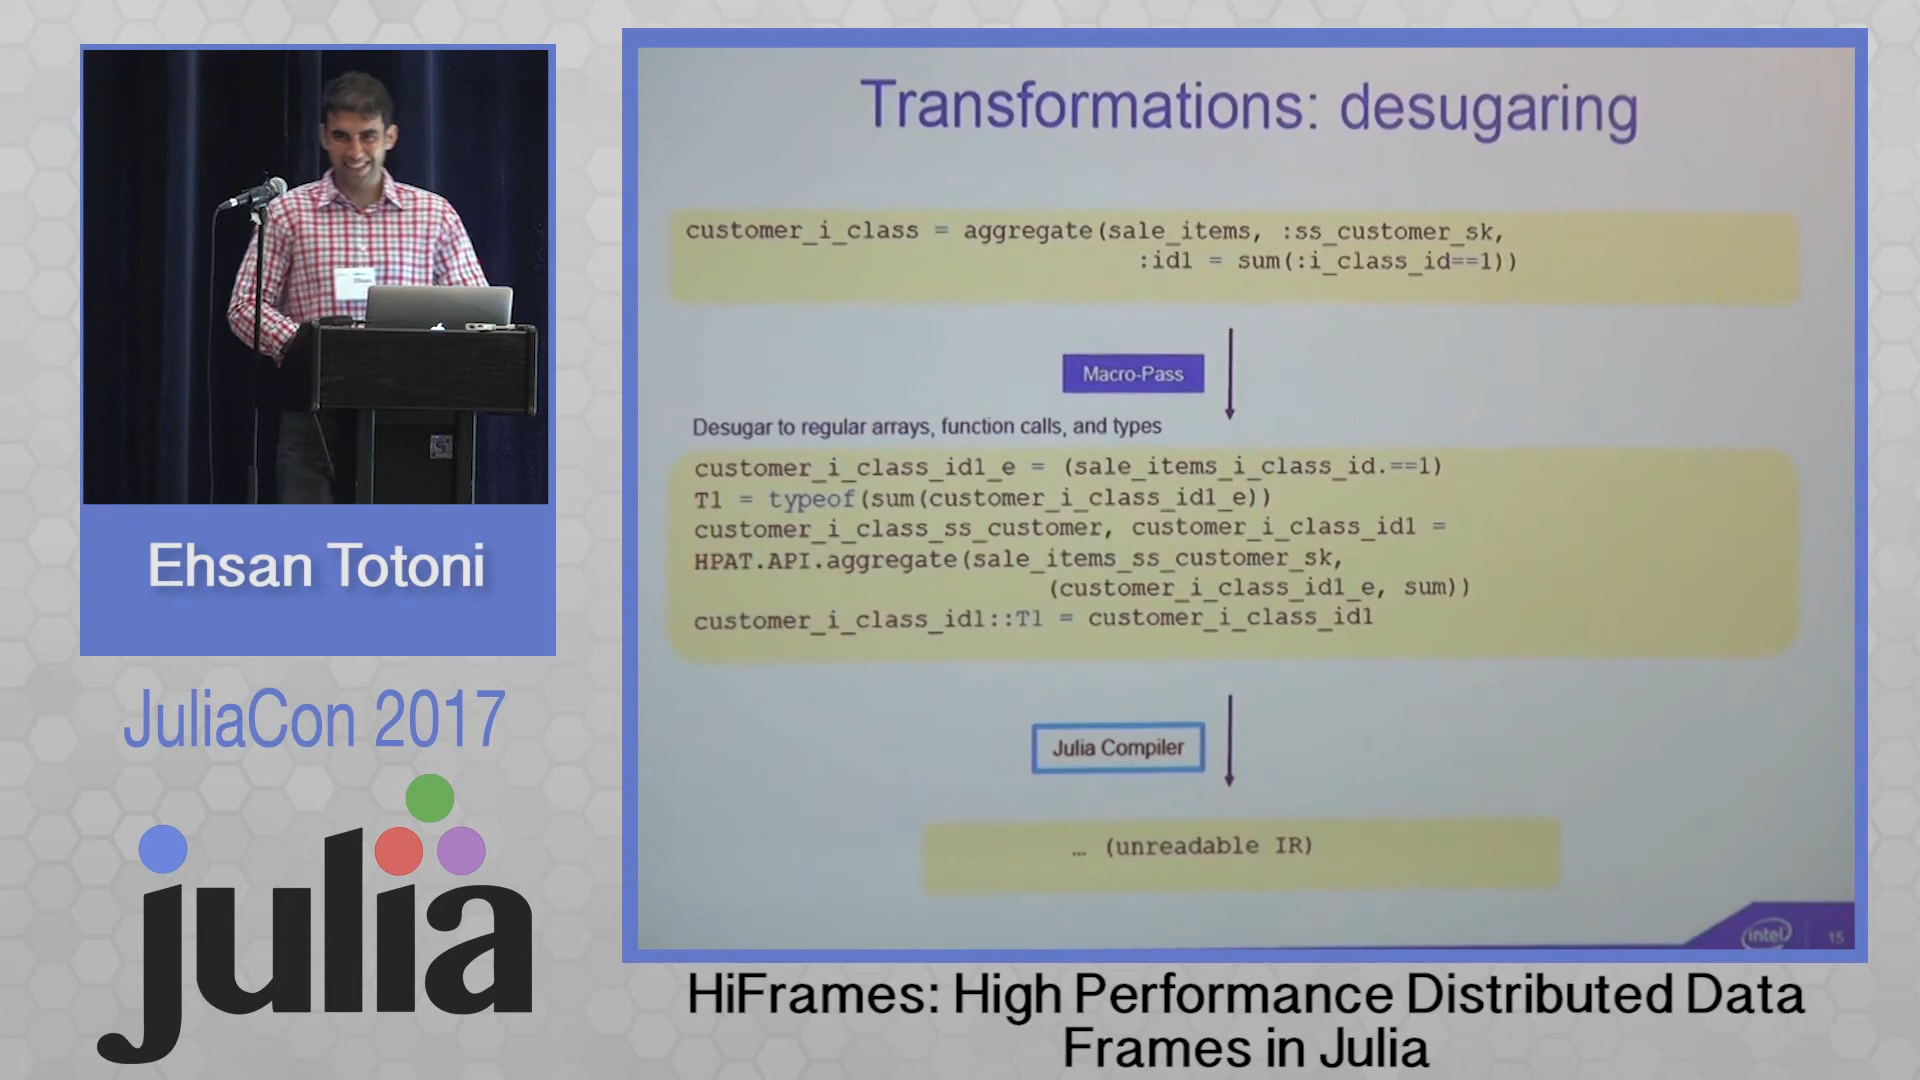 Transformations: desugaring
customer_i_class = aggregate(sale_items, :ss_customer_sk,
:id1 = sum(:i_class_id==1))
Macro-Pass
Desugar to regular arrays, function calls, and types
customer_i_class_id1_e = (sale_items_i_class_id.==1)
T1 = typeof(sum(customer_i_class_id1_e))
customer_i_class_ss_customer, customer_i_class_id1 =
HPAT.API.aggregate(sale_items_ss_customer_sk,
(customer_i_class_id1_e, sum))
customer_i_class_id1::T1 = customer_i_class_id1
Julia Compiler
… (unreadable IR)
intel
15
Ehsan Totoni
JuliaCon 2017
julia
HiFrames: High Performance Distributed Data
Frames in Julia